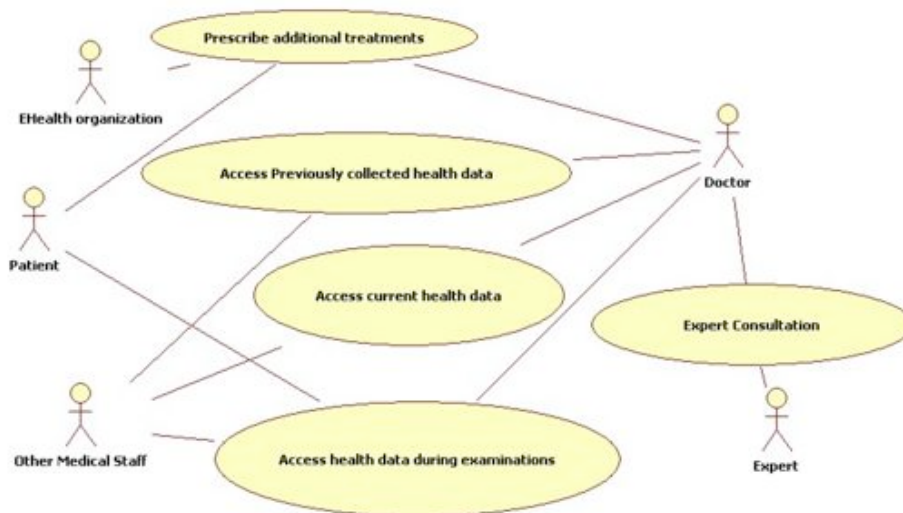 Prescribe additional treatments
EHealth organization
Access Previously collected health data
Doctor
Patient
Access current health data
Expert Consultation
Other Medical Staff
Access health data during examinations
Expert